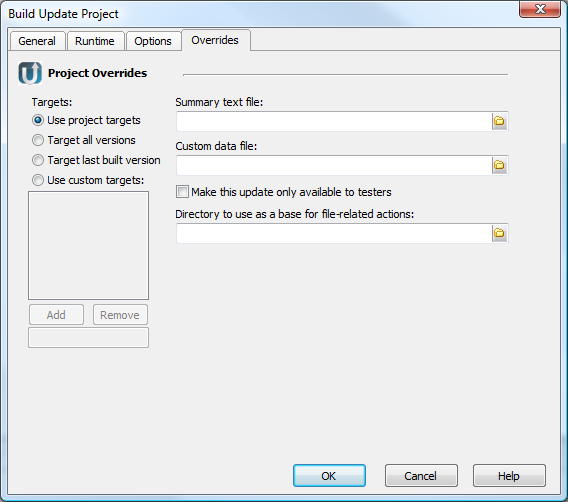 Build Update Project
General Runtime Options Overrides
Project Overrides
Targets:
Use project targets
Target all versions
Target last built version
Use custom targets:
Add Remove
Summary text file:
Custom data file:
Make this update only available to testers
Directory to use as a base for file-related actions:
OK Cancel Help